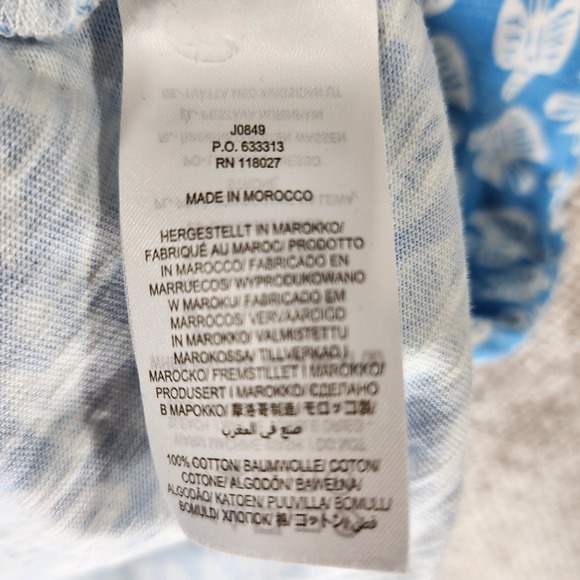 J0849
P.O. 633313
RN 118027
MADE IN MOROCCO
HERGESTELLT IN MAROKKO/
FABRIQUÉ AU MAROC/ PRODOTTO
IN MAROCCO/ FABRICADO EN
MARRUECOS/ WYPRODUKOWANO
W MAROKU/ FABRICADO EM
MARROCOS/ VERVAARDIGD
IN MAROKKO/ VALMISTETTU
MAROKOSSA/ TILLVERKAD I
MAROCKO/ FREMSTILLET I MAROKKO/
PRODUSERT I MAROKKO/ СДЕЛАНО
В МАРОККО/ 摩洛哥制造/ モロッコ製/
صنع في المغرب
100% COTTON/ BAUMWOLLE/ COTON/
COTONE/ ALGODÓN/ BAWEŁNA/
ALGODÃO/ KATOEN/ PUUVILLA/ BOMULL/
BOMULD/ ХЛОПОК/ 棉/ コットン/ قطن